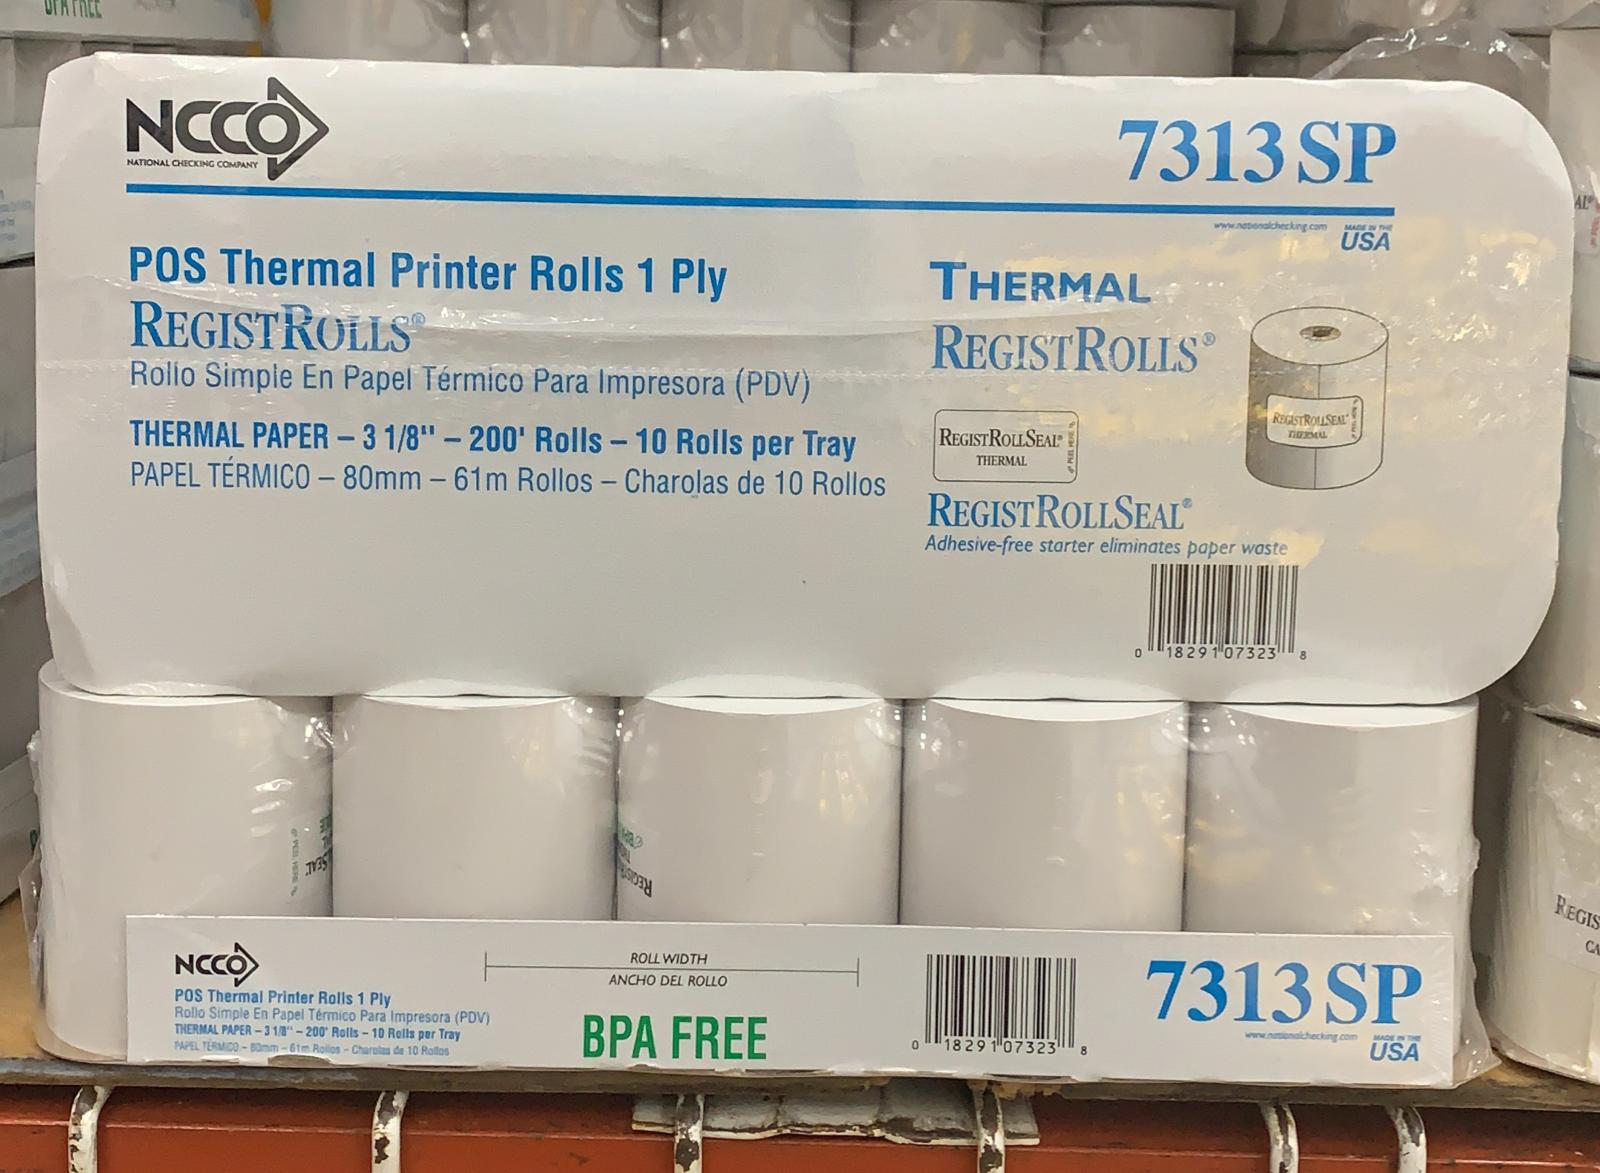 BPA FREE
NCCO
NATIONAL CHECKING COMPANY
7313 SP
www.nationalchecking.com
MADE IN THE
USA
POS Thermal Printer Rolls 1 Ply
REGISTROLLS®
Rollo Simple En Papel Térmico Para Impresora (PDV)
THERMAL PAPER – 3 1/8" – 200' Rolls – 10 Rolls per Tray
PAPEL TÉRMICO – 80mm – 61m Rollos – Charolas de 10 Rollos
THERMAL
REGISTROLLS®
REGISTROLLSEAL®
THERMAL
PEEL HERE
REGISTROLLSEAL®
THERMAL
PEEL HERE
REGISTROLLSEAL®
Adhesive-free starter eliminates paper waste
0 18291 07323 8
NCCO
POS Thermal Printer Rolls 1 Ply
Rollo Simple En Papel Térmico Para Impresora (PDV)
THERMAL PAPER – 3 1/8" – 200' Rolls – 10 Rolls per Tray
PAPEL TÉRMICO – 80mm – 61m Rollos – Charolas de 10 Rollos
ROLL WIDTH
ANCHO DEL ROLLO
BPA FREE
0 18291 07323 8
7313 SP
www.nationalchecking.com
MADE IN THE
USA